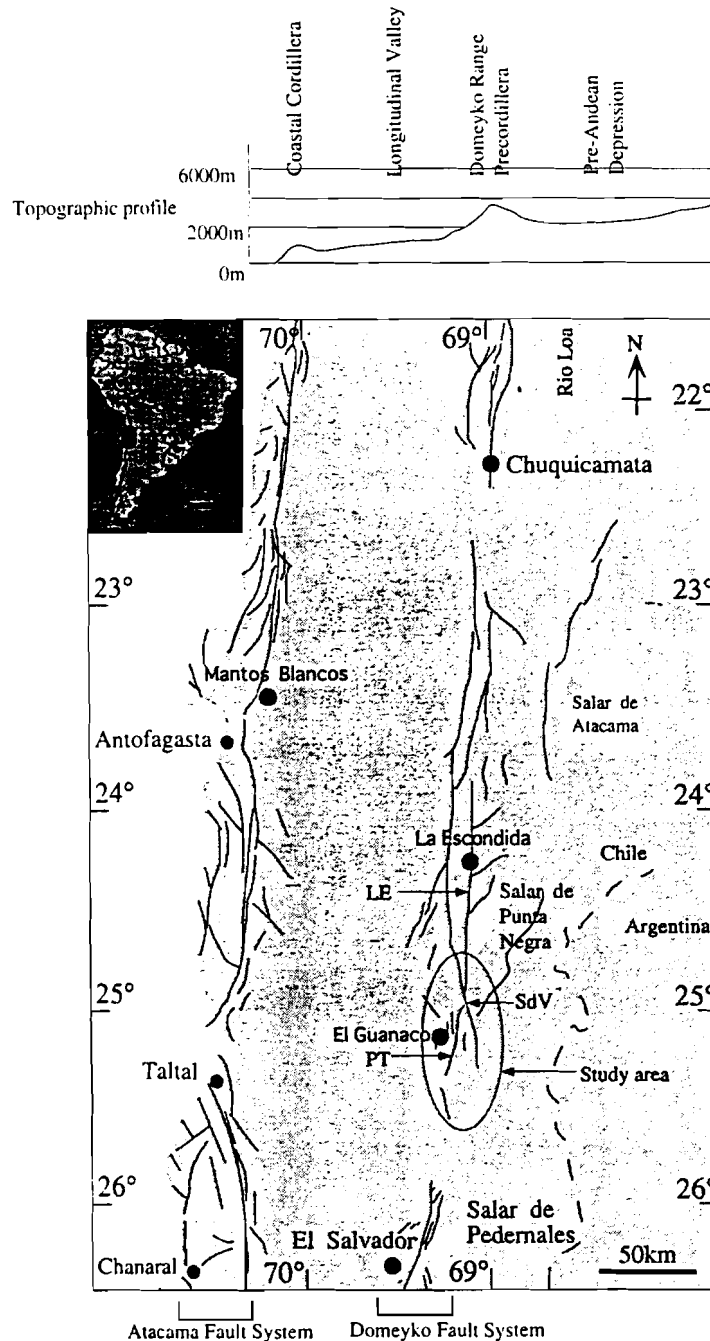 Coastal Cordillera
Longitudinal Valley
Domeyko Range
Precordillera
Pre-Andean
Depression
6000m
Topographic profile
2000m
0m
70°
69°
Rio Loa
N
22°
Chuquicamata
23°
23°
Mantos Blancos
Salar de
Atacama
Antofagasta
24°
24°
La Escondida
Chile
LE
Salar de
Punta
Negra
Argentina
25°
25°
SdV
El Guanaco
PT
Study area
Taltal
26°
26°
Salar de
Pedernales
El Salvador
50km
Chanaral
70°
69°
Atacama Fault System
Domeyko Fault System